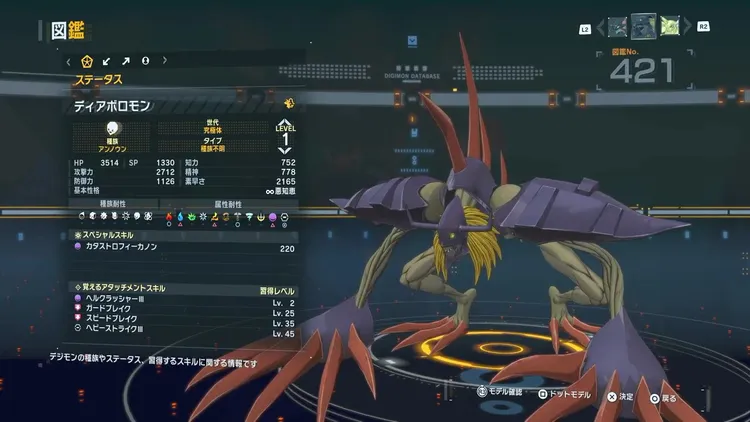 図鑑
L2
R2
図鑑No.
421
DIGIMON DATABASE
ステータス
ディアボロモン
種族
アンノウン
世代
究極体
タイプ
種族不明
LEVEL
1
HP 3514 SP 1330 知力 752
攻撃力 2712 精神 778
防御力 1126 素早さ 2165
基本性格 悪知恵
種族耐性 属性耐性
スペシャルスキル
カタストロフィーカノン 220
覚えるアタッチメントスキル 習得レベル
ヘルクラッシャーIII Lv. 2
ガードブレイク Lv. 25
スピードブレイク Lv. 35
ヘビーストライクIII Lv. 45
デジモンの種族やステータス、習得するスキルに関する情報です
R3 モデル確認 ドットモデル 決定 戻る